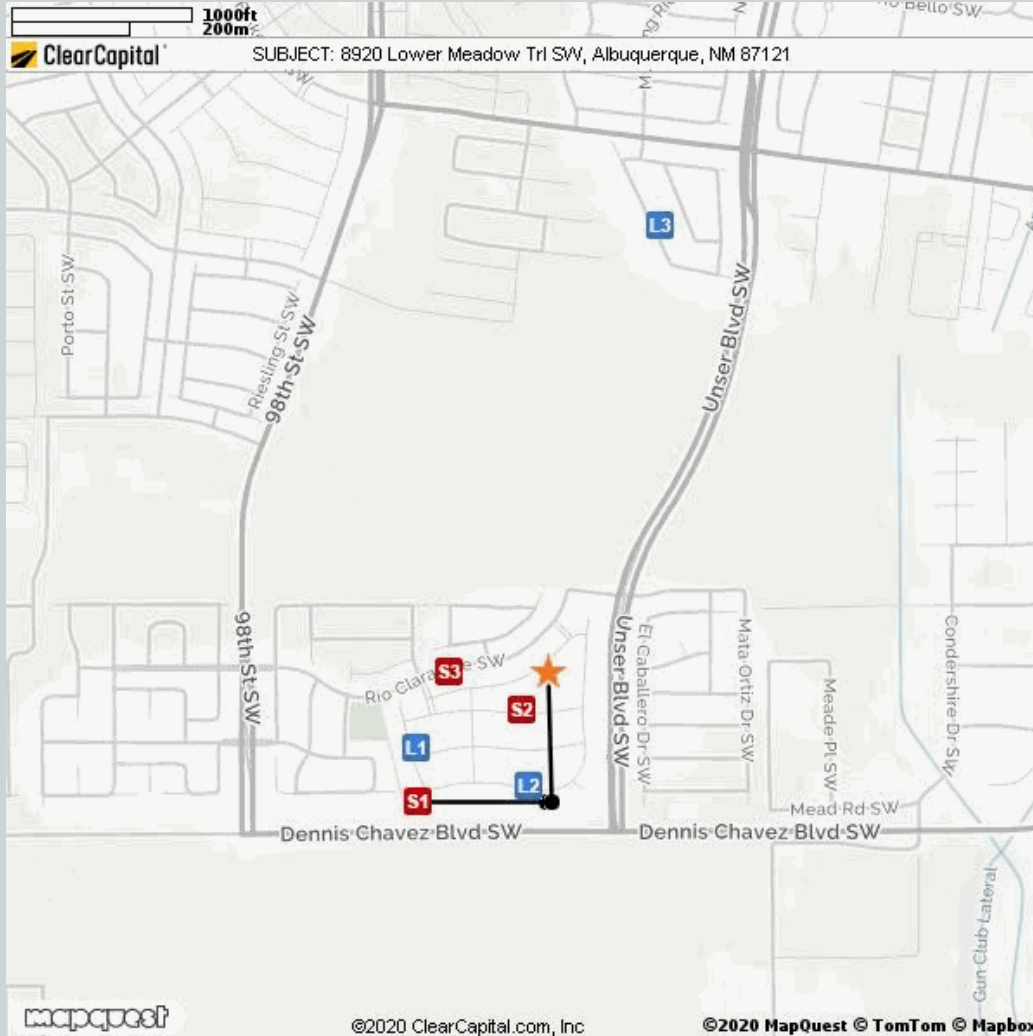 1000ft
200m
ClearCapital
SUBJECT: 8920 Lower Meadow Trl SW, Albuquerque, NM 87121
Bello SW
L3
Porto St SW
Riesling St SW
98th St SW
Unser Blvd SW
98th St SW
Rio Clara SW
S3
S2
L1
L2
S1
Unser Blvd SW
El Caballero Dr SW
Mata Ortiz Dr SW
Meade Pl SW
Condershire Dr SW
Mead Rd SW
Dennis Chavez Blvd SW
Dennis Chavez Blvd SW
Gun Club Lateral
mapquest
©2020 ClearCapital.com, Inc
©2020 MapQuest © TomTom © Mapbox